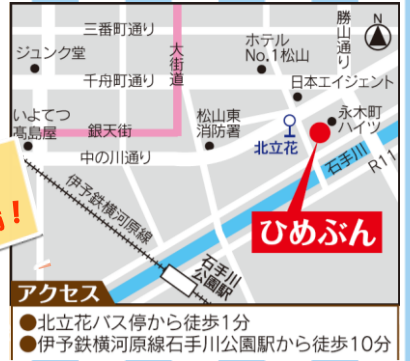 三番町通り
勝山通り
N
ジュンク堂
大街道
ホテル
No.1松山
千舟町通り
日本エイジェント
いよてつ
髙島屋
銀天街
松山東
消防署
北立花
永木町
ハイツ
中の川通り
石手川
R11
伊予鉄横河原線
ひめぶん
!
石手川
公園駅
アクセス
●北立花バス停から徒歩1分
●伊予鉄横河原線石手川公園駅から徒歩10分